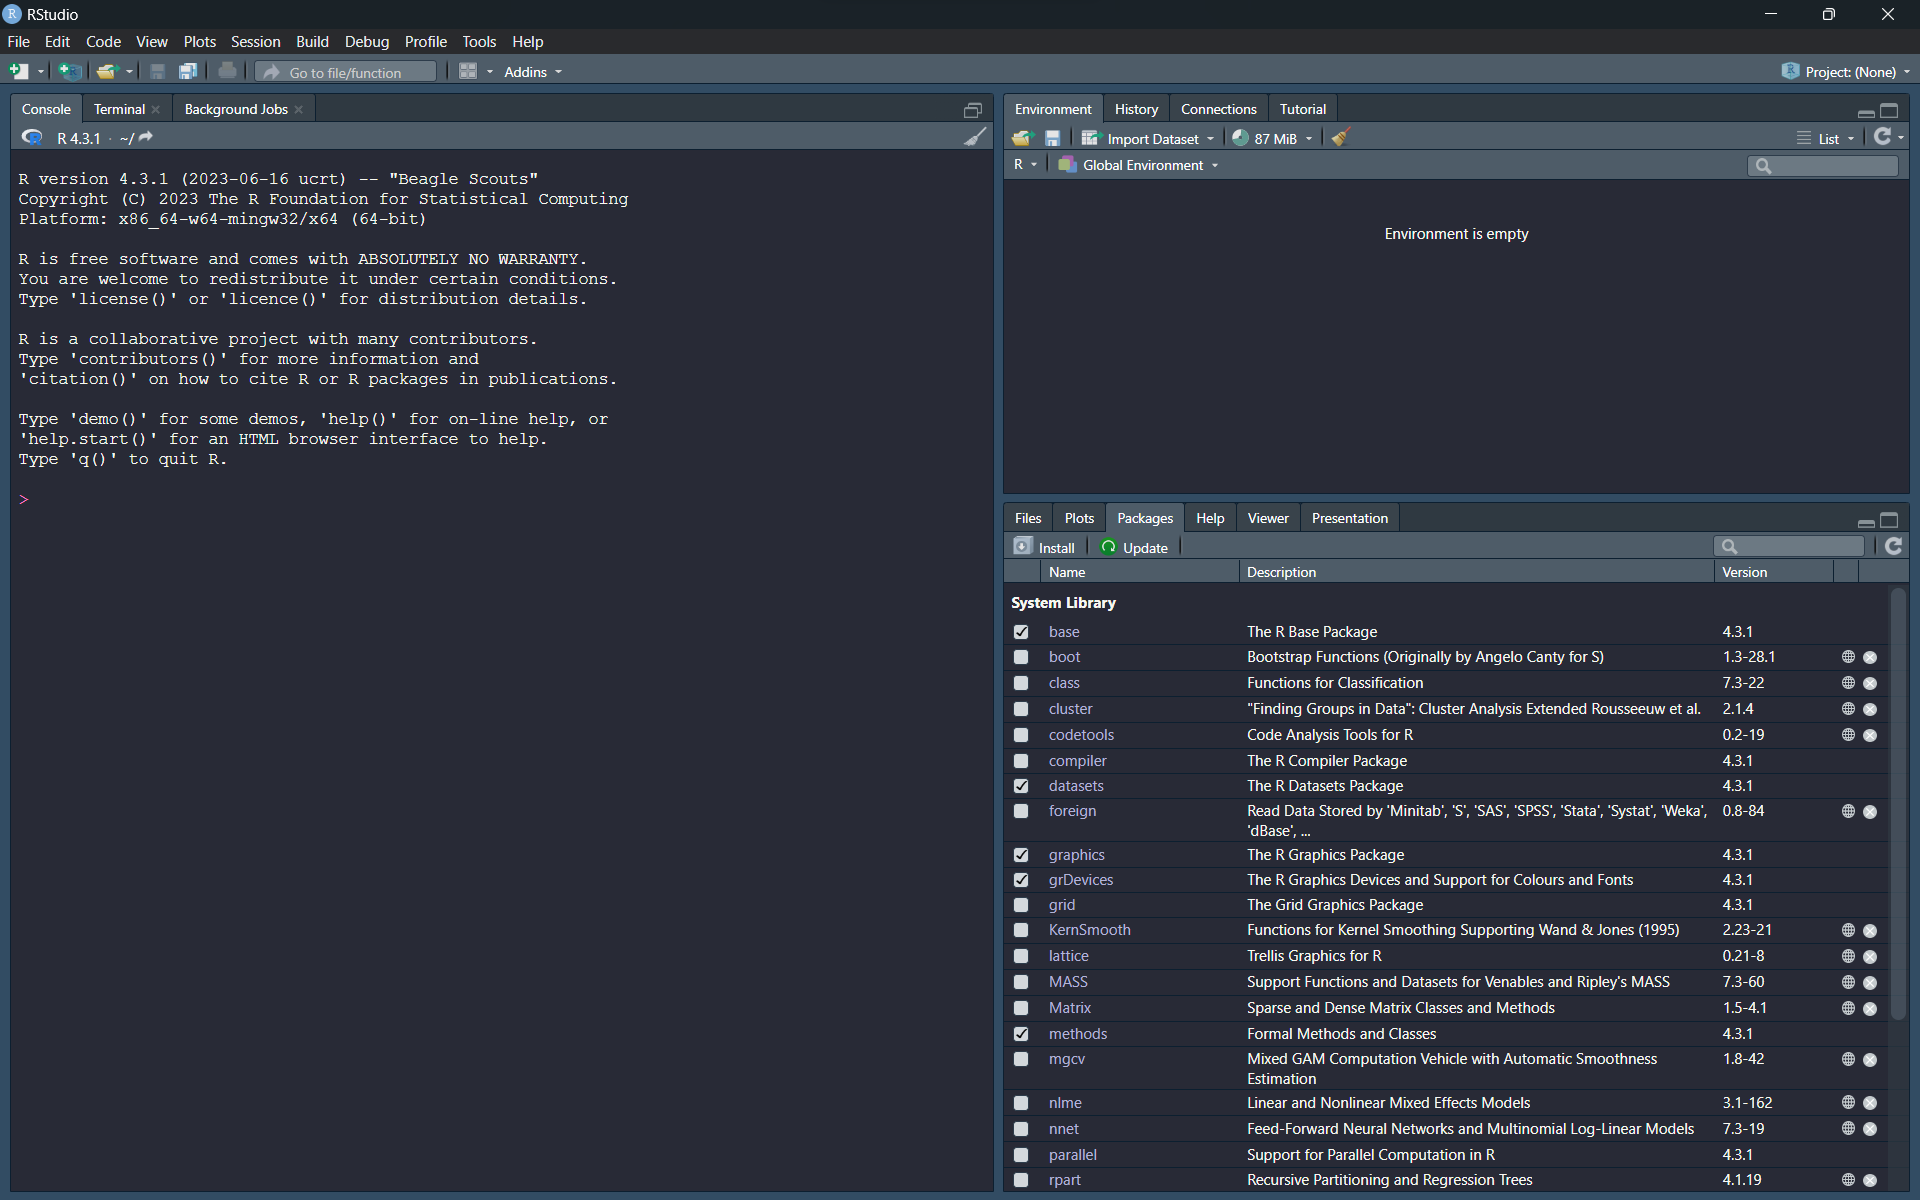 RStudio
File Edit Code View Plots Session Build Debug Profile Tools Help
Go to file/function Addins Project: (None)
Console Terminal Background Jobs
R 4.3.1 · ~/
R version 4.3.1 (2023-06-16 ucrt) -- "Beagle Scouts"
Copyright (C) 2023 The R Foundation for Statistical Computing
Platform: x86_64-w64-mingw32/x64 (64-bit)
R is free software and comes with ABSOLUTELY NO WARRANTY.
You are welcome to redistribute it under certain conditions.
Type 'license()' or 'licence()' for distribution details.
R is a collaborative project with many contributors.
Type 'contributors()' for more information and
'citation()' on how to cite R or R packages in publications.
Type 'demo()' for some demos, 'help()' for on-line help, or
'help.start()' for an HTML browser interface to help.
Type 'q()' to quit R.
>
Environment History Connections Tutorial
Import Dataset 87 MiB List
R Global Environment
Environment is empty
Files Plots Packages Help Viewer Presentation
Install Update
Name Description Version
System Library
base The R Base Package 4.3.1
boot Bootstrap Functions (Originally by Angelo Canty for S) 1.3-28.1
class Functions for Classification 7.3-22
cluster "Finding Groups in Data": Cluster Analysis Extended Rousseeuw et al. 2.1.4
codetools Code Analysis Tools for R 0.2-19
compiler The R Compiler Package 4.3.1
datasets The R Datasets Package 4.3.1
foreign Read Data Stored by 'Minitab', 'S', 'SAS', 'SPSS', 'Stata', 'Systat', 'Weka', 0.8-84
'dBase', ...
graphics The R Graphics Package 4.3.1
grDevices The R Graphics Devices and Support for Colours and Fonts 4.3.1
grid The Grid Graphics Package 4.3.1
KernSmooth Functions for Kernel Smoothing Supporting Wand & Jones (1995) 2.23-21
lattice Trellis Graphics for R 0.21-8
MASS Support Functions and Datasets for Venables and Ripley's MASS 7.3-60
Matrix Sparse and Dense Matrix Classes and Methods 1.5-4.1
methods Formal Methods and Classes 4.3.1
mgcv Mixed GAM Computation Vehicle with Automatic Smoothness 1.8-42
Estimation
nlme Linear and Nonlinear Mixed Effects Models 3.1-162
nnet Feed-Forward Neural Networks and Multinomial Log-Linear Models 7.3-19
parallel Support for Parallel Computation in R 4.3.1
rpart Recursive Partitioning and Regression Trees 4.1.19